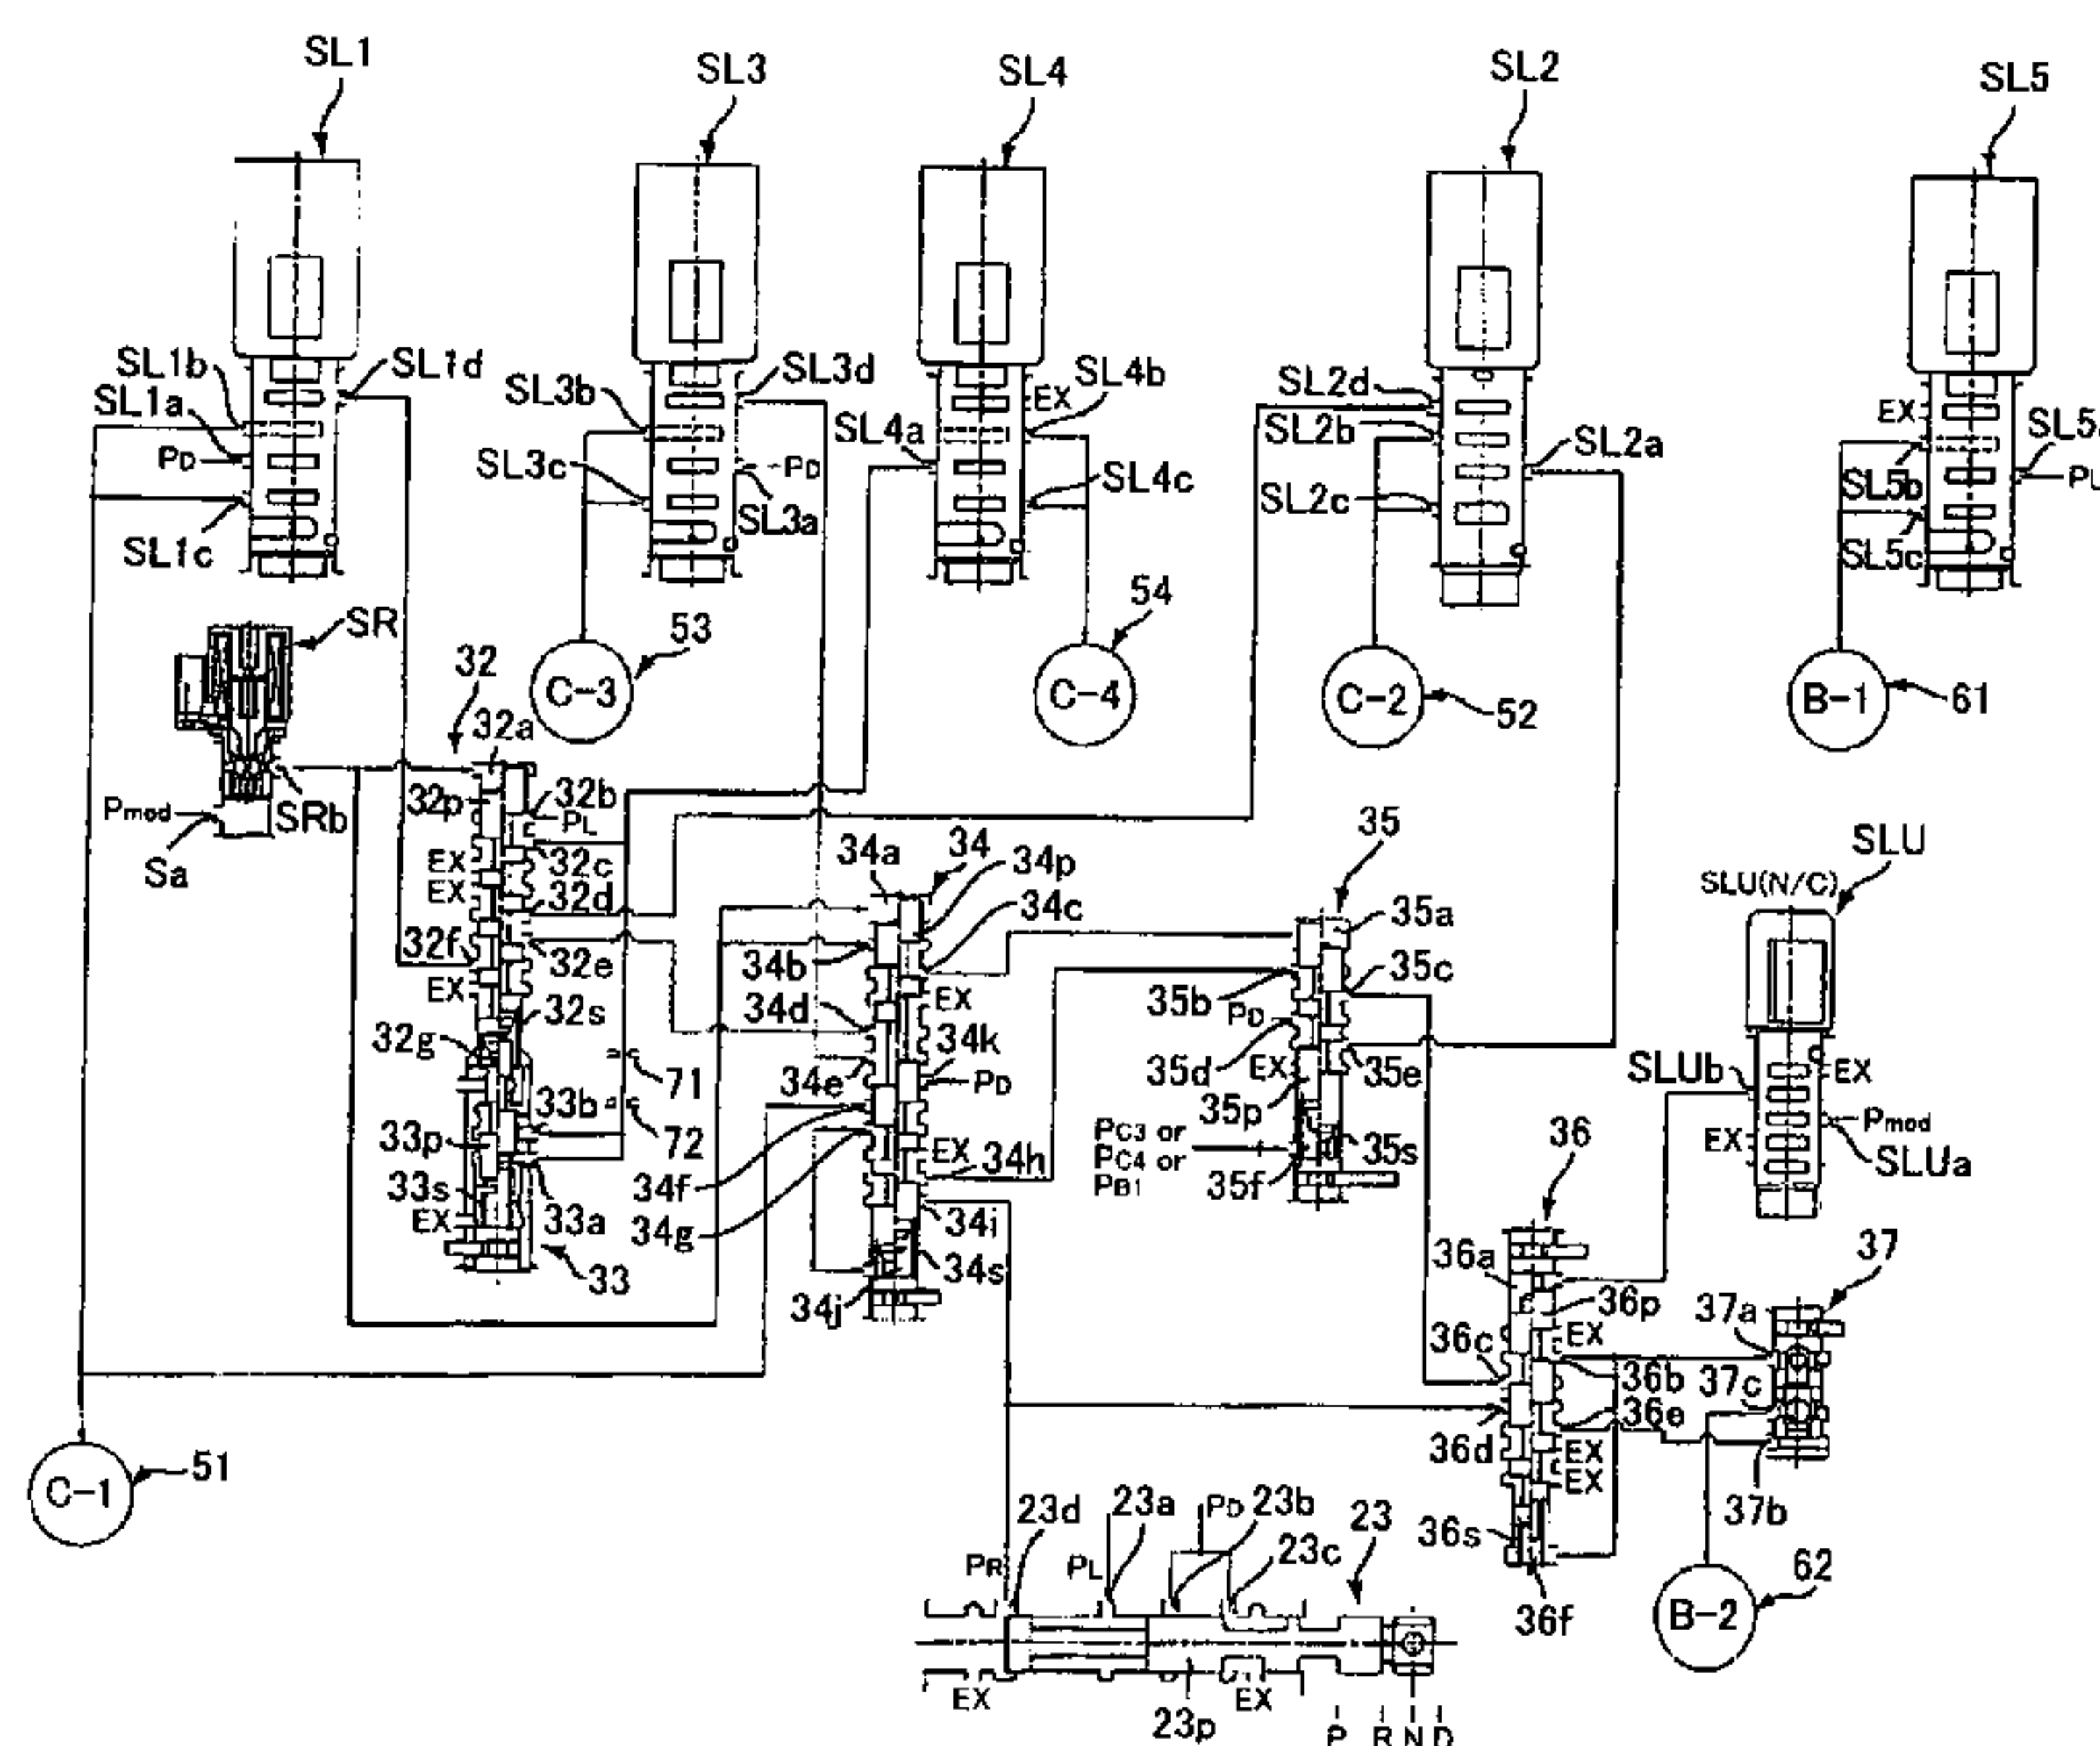 SL1
SL3
SL4
SL2
SL5
SL1b
SL1d
SL1a
PD
SL1c
SL3b
SL3d
SL3c
PD
SL3a
SL4a
EX
SL4b
SL4c
SL2d
SL2b
SL2a
SL2c
EX
SL5b
PL
SL5c
SR
53
54
C-3
C-4
C-2
52
B-1
61
32
32a
32p
32b
PL
Pmod
SRb
Sa
EX
32c
EX
32d
32f
32e
EX
32s
32g
71
33b
72
33p
33s
EX
33a
33
34a
34
34p
34c
34b
EX
34d
34k
34e
PD
EX
34h
34f
34g
34i
34s
34j
35
35a
35b
35c
PD
35d
EX
35e
35p
PC3 or
PC4 or
PB1
35f
35s
SLU
SLU(N/C)
SLUb
EX
Pmod
EX
SLUa
36
36a
36p
EX
37
37a
36c
36b
37c
36e
36d
EX
EX
37b
36s
36f
C-1
51
23d
23a
PD
23b
23
23c
PR
PL
62
B-2
EX
23p
EX
P R N D